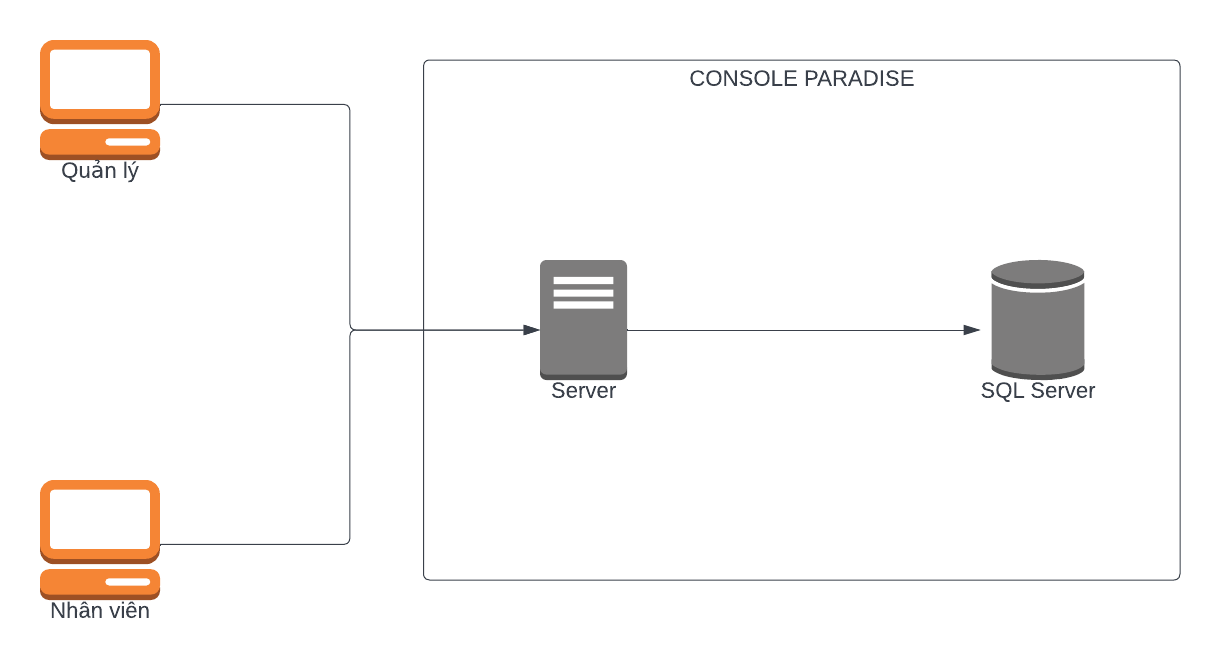 CONSOLE PARADISE
Quản lý
Server
SQL Server
Nhân viên